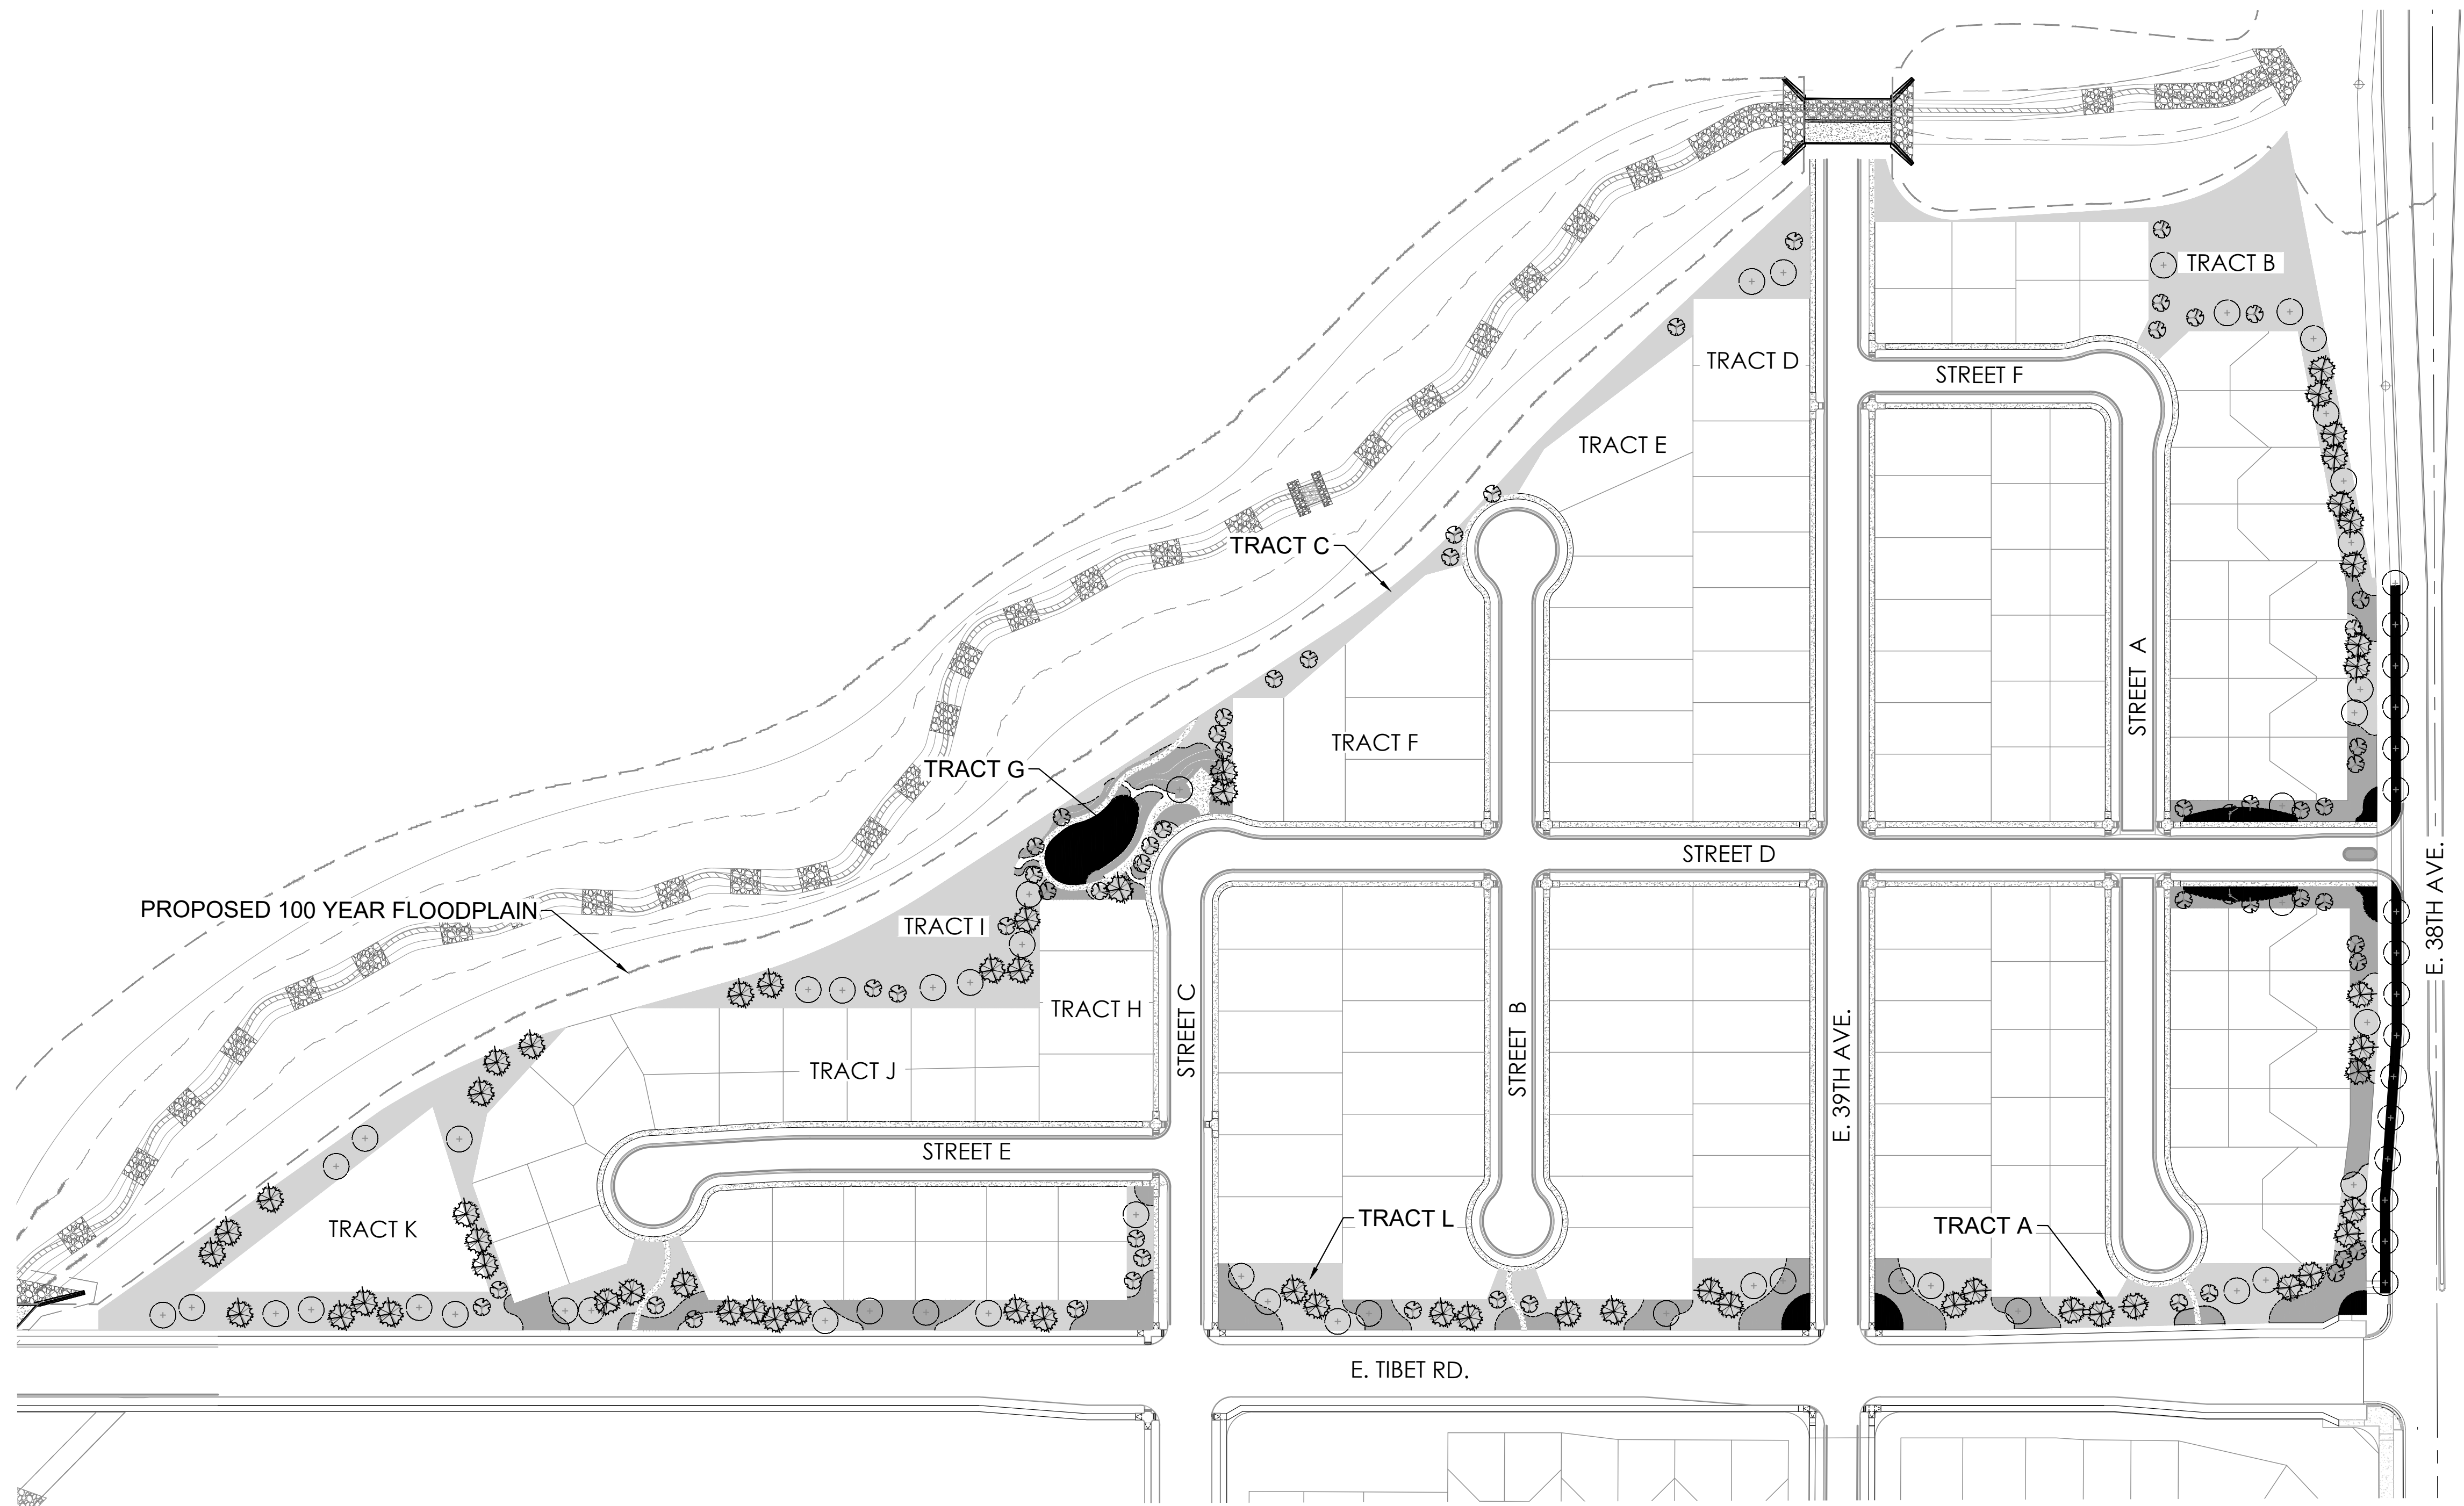 TRACT B
TRACT D
STREET F
TRACT E
TRACT C
STREET A
TRACT F
TRACT G
STREET D
E. 38TH AVE.
PROPOSED 100 YEAR FLOODPLAIN
TRACT I
TRACT H
STREET C
STREET B
E. 39TH AVE.
TRACT J
STREET E
TRACT K
TRACT L
TRACT A
E. TIBET RD.